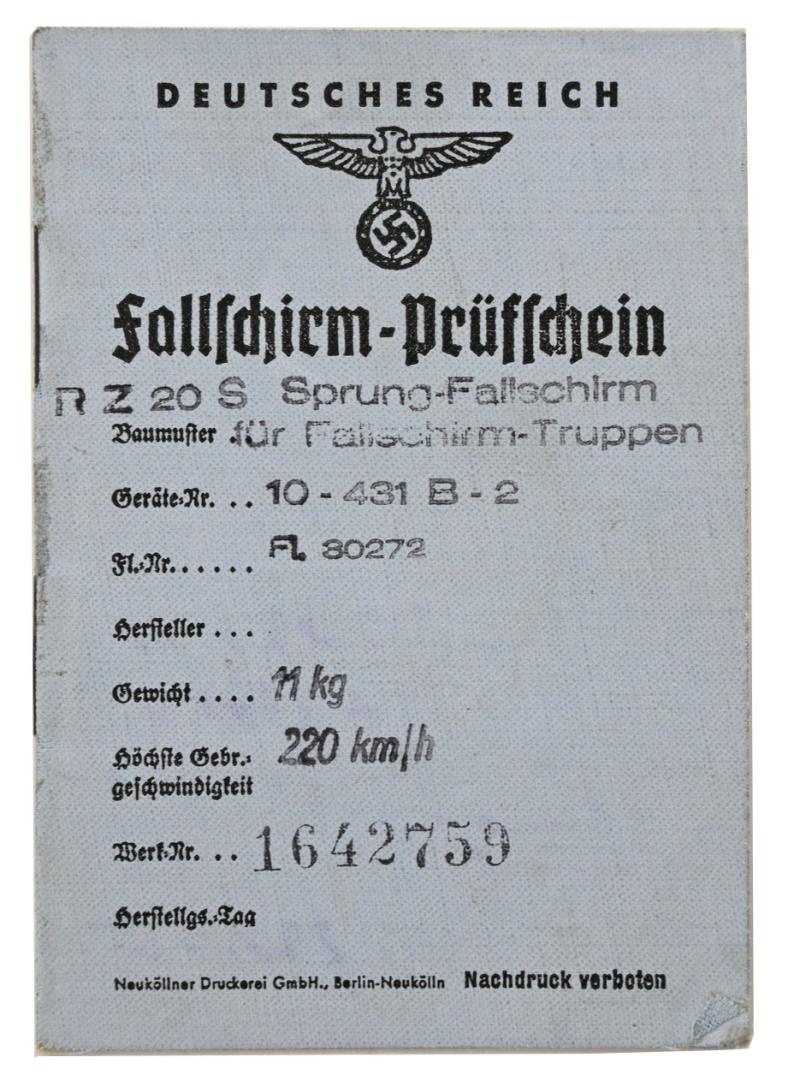 DEUTSCHES REICH
Fallschirm-Prüfschein
R Z 20 S Sprung-Fallschirm
Baumuster . für Fallschirm-Truppen
Geräte-Nr. . . 10 - 431 B - 2
Fl.-Nr. . . . . . Fl. 30272
Hersteller . . .
Gewicht . . . . 11 kg
Höchste Gebr.- 220 km/h
geschwindigkeit
Werk-Nr. . . 1642759
Herstellgs.-Tag
Neuköllner Druckerei GmbH., Berlin-Neukölln Nachdruck verboten